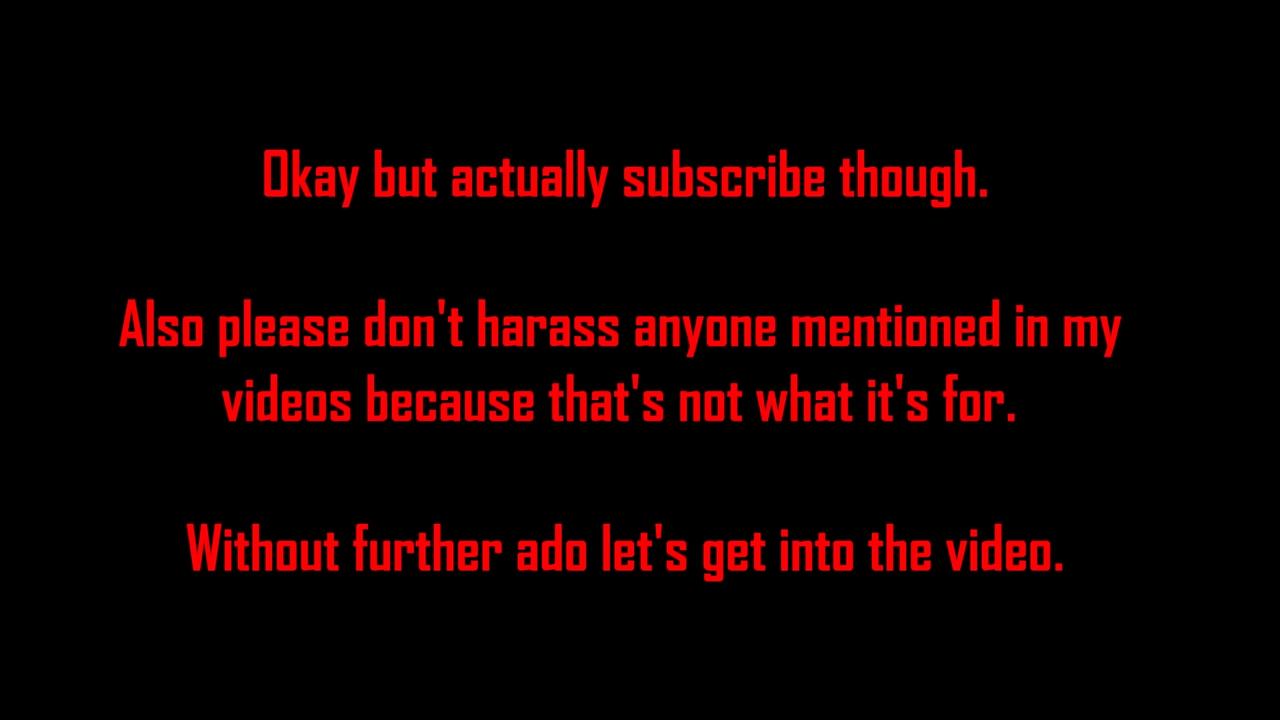 Okay but actually subscribe though.
Also please don't harass anyone mentioned in my
videos because that's not what it's for.
Without further ado let's get into the video.